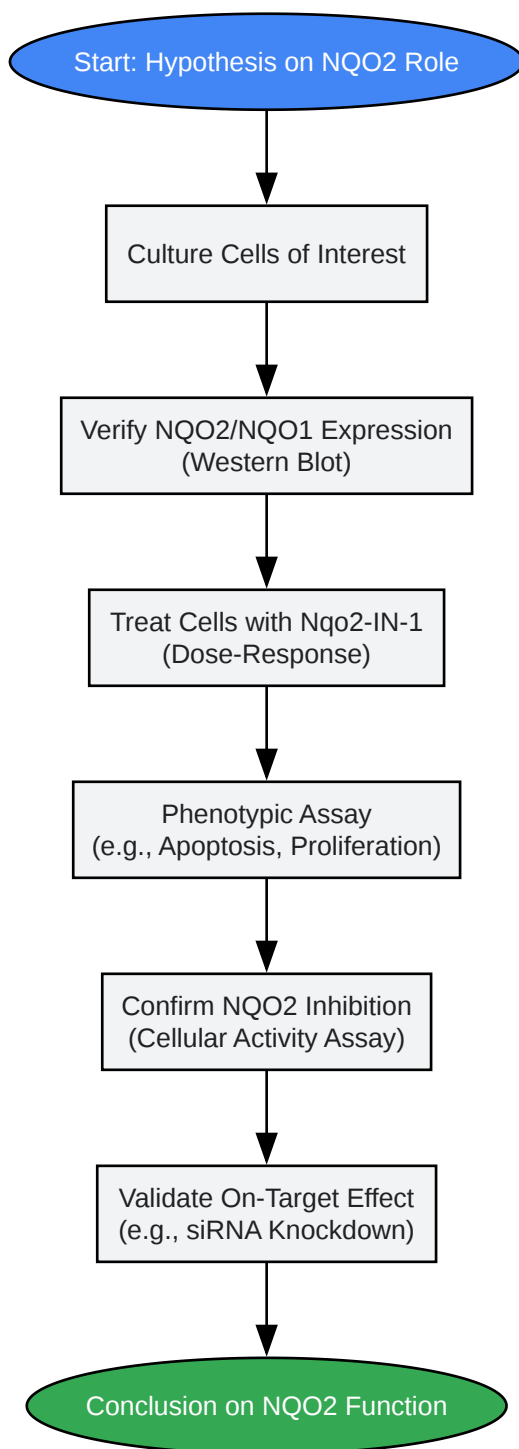 Start: Hypothesis on NQO2 Role
Culture Cells of Interest
Verify NQO2/NQO1 Expression
(Western Blot)
Treat Cells with Nqo2-IN-1
(Dose-Response)
Phenotypic Assay
(e.g., Apoptosis, Proliferation)
Confirm NQO2 Inhibition
(Cellular Activity Assay)
Validate On-Target Effect
(e.g., siRNA Knockdown)
Conclusion on NQO2 Function